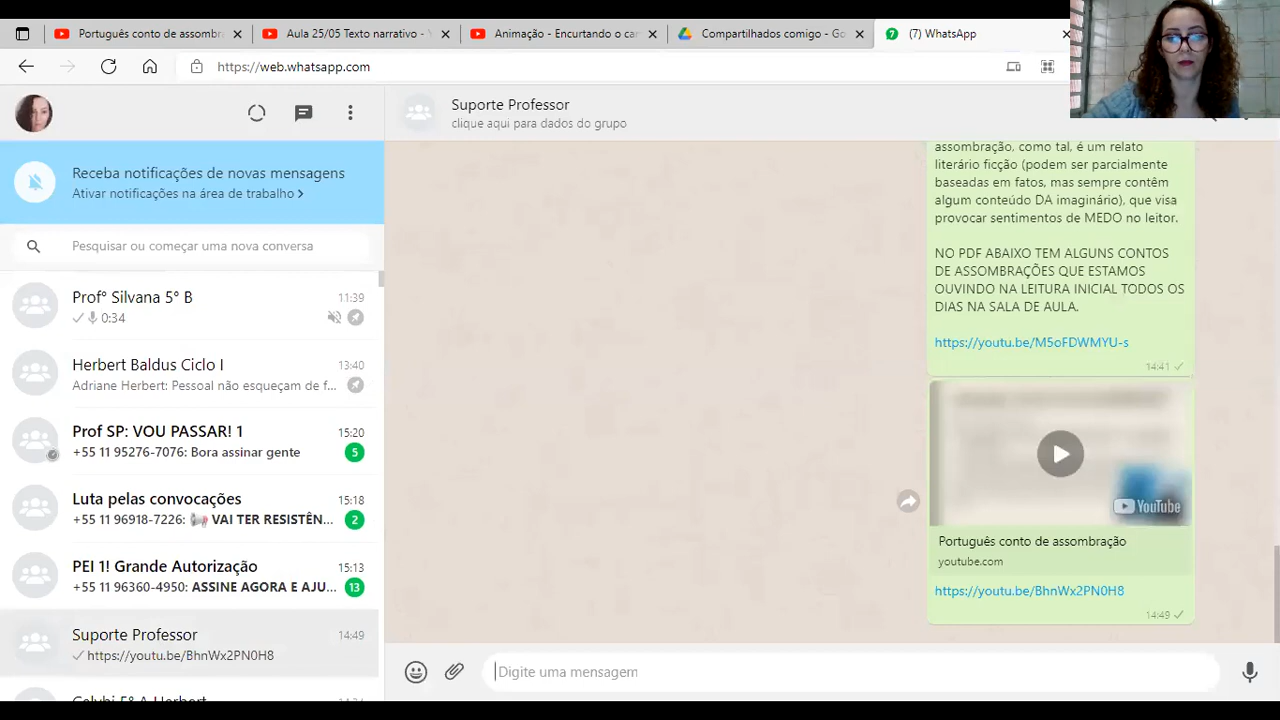 Português conto de assombra
Aula 25/05 Texto narrativo -
Animação - Encurtando o car
Compartilhados comigo - Go
(7) WhatsApp
https://web.whatsapp.com
Suporte Professor
clique aqui para dados do grupo
Receba notificações de novas mensagens
Ativar notificações na área de trabalho
Pesquisar ou começar uma nova conversa
Profº Silvana 5° B
11:39
0:34
Herbert Baldus Ciclo I
13:40
Adriane Herbert: Pessoal não esqueçam de f...
Prof SP: VOU PASSAR! 1
15:20
+55 11 95276-7076: Bora assinar gente
5
Luta pelas convocações
15:18
+55 11 96918-7226: VAI TER RESISTÊN...
2
PEI 1! Grande Autorização
15:13
+55 11 96360-4950: ASSINE AGORA E AJU...
13
Suporte Professor
14:49
https://youtu.be/BhnWx2PN0H8
assombração, como tal, é um relato
literário ficção (podem ser parcialmente
baseadas em fatos, mas sempre contêm
algum conteúdo DA imaginário), que visa
provocar sentimentos de MEDO no leitor.
NO PDF ABAIXO TEM ALGUNS CONTOS
DE ASSOMBRAÇÕES QUE ESTAMOS
OUVINDO NA LEITURA INICIAL TODOS OS
DIAS NA SALA DE AULA.
https://youtu.be/M5oFDWMYU-s
14:41
YouTube
Português conto de assombração
youtube.com
https://youtu.be/BhnWx2PN0H8
14:49
Digite uma mensagem